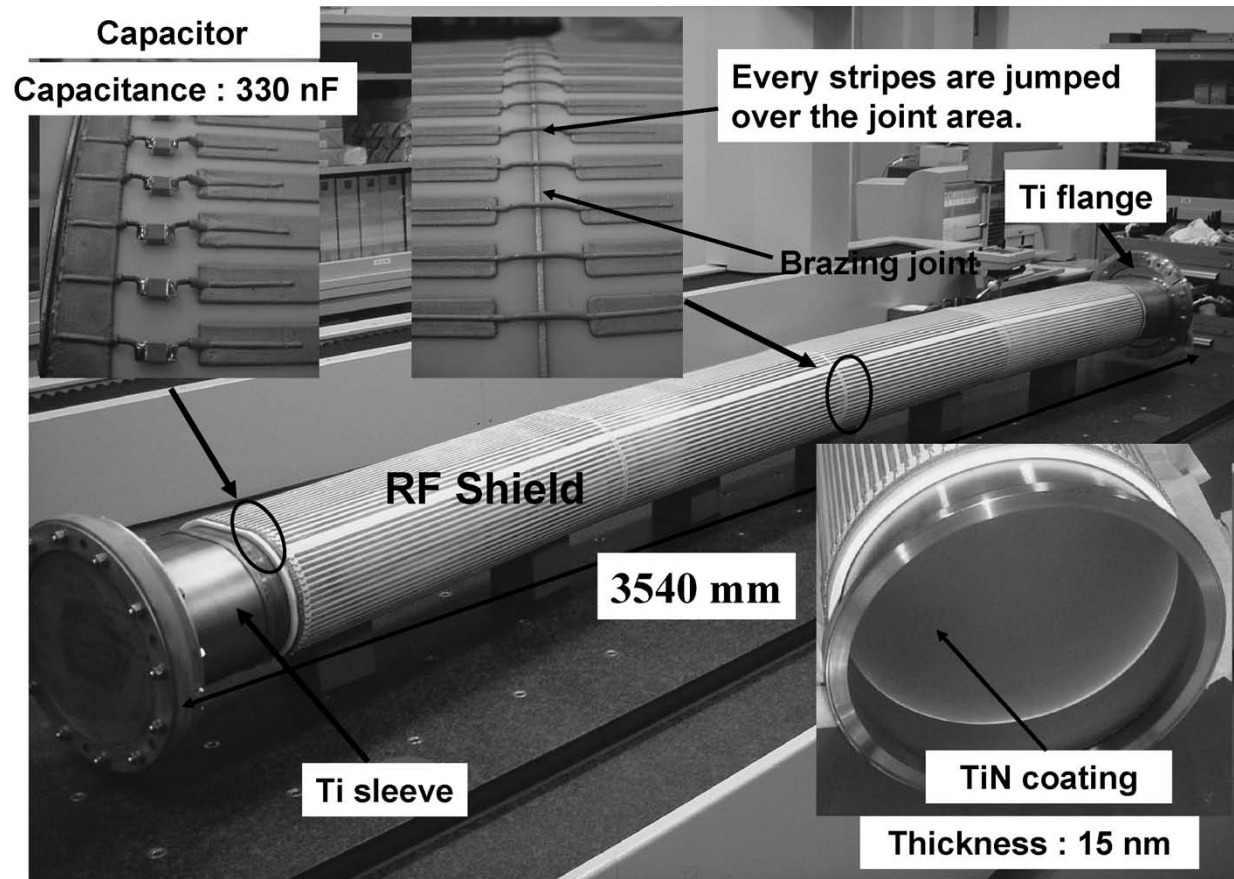 Capacitor
Capacitance : 330 nF
Every stripes are jumped
over the joint area.
Ti flange
Brazing joint
RF Shield
3540 mm
Ti sleeve
TiN coating
Thickness : 15 nm